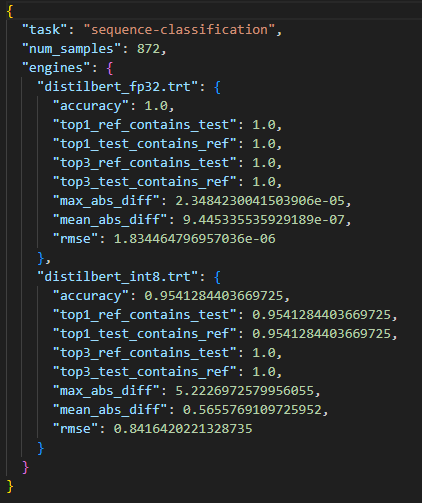 {
  "task": "sequence-classification",
  "num_samples": 872,
  "engines": {
    "distilbert_fp32.trt": {
      "accuracy": 1.0,
      "top1_ref_contains_test": 1.0,
      "top1_test_contains_ref": 1.0,
      "top3_ref_contains_test": 1.0,
      "top3_test_contains_ref": 1.0,
      "max_abs_diff": 2.3484230041503906e-05,
      "mean_abs_diff": 9.445335535929189e-07,
      "rmse": 1.834464796957036e-06
    },
    "distilbert_int8.trt": {
      "accuracy": 0.9541284403669725,
      "top1_ref_contains_test": 0.9541284403669725,
      "top1_test_contains_ref": 0.9541284403669725,
      "top3_ref_contains_test": 1.0,
      "top3_test_contains_ref": 1.0,
      "max_abs_diff": 5.2226972579956055,
      "mean_abs_diff": 0.5655769109725952,
      "rmse": 0.8416420221328735
    }
  }
}